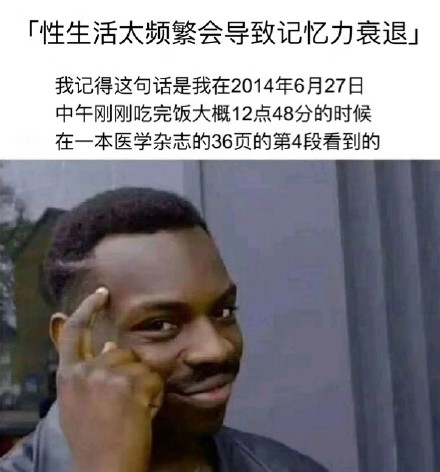 「性生活太频繁会导致记忆力衰退」
我记得这句话是我在2014年6月27日
中午刚刚吃完饭大概12点48分的时候
在一本医学杂志的36页的第4段看到的